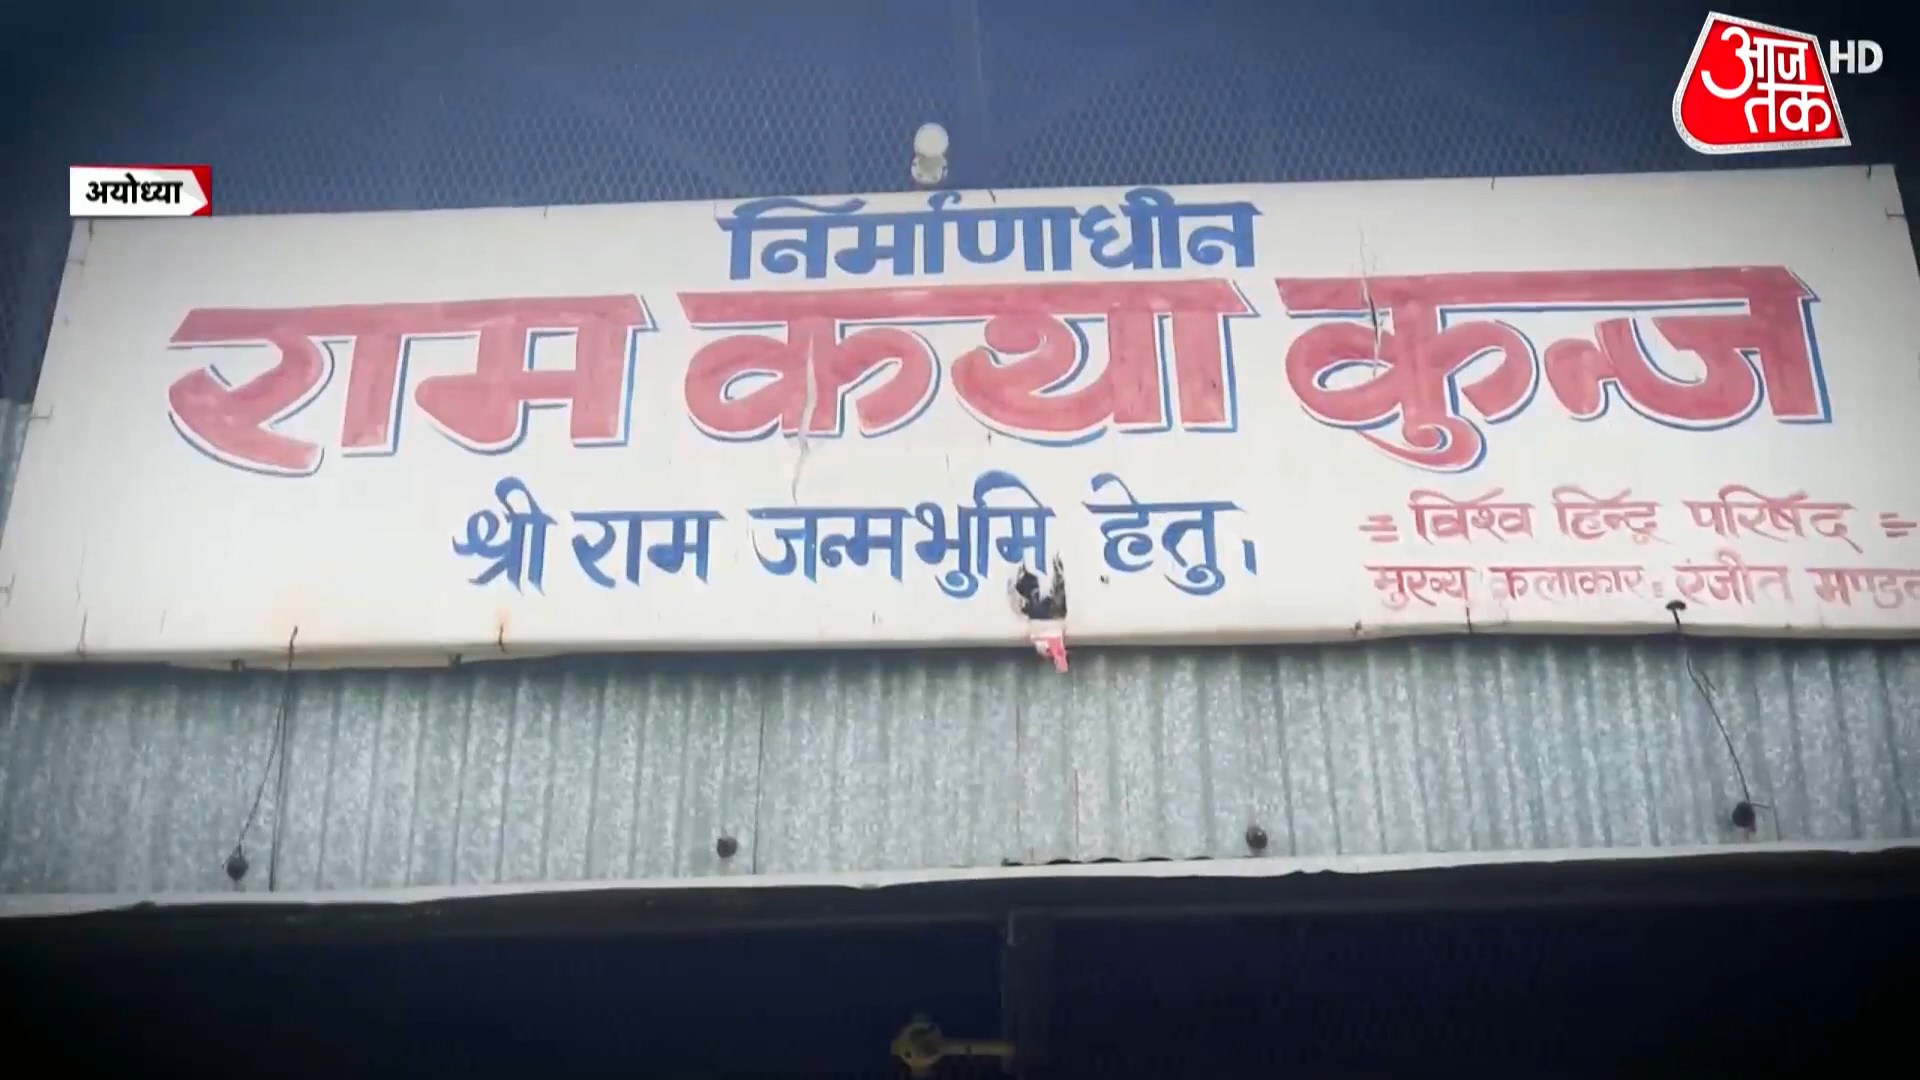 आज तक HD
अयोध्या
निर्माणाधीन
राम कथा कुन्ज
श्री राम जन्मभुमि हेतु।
= विश्व हिन्दू परिषद =
मुख्य कलाकार: रंजीत